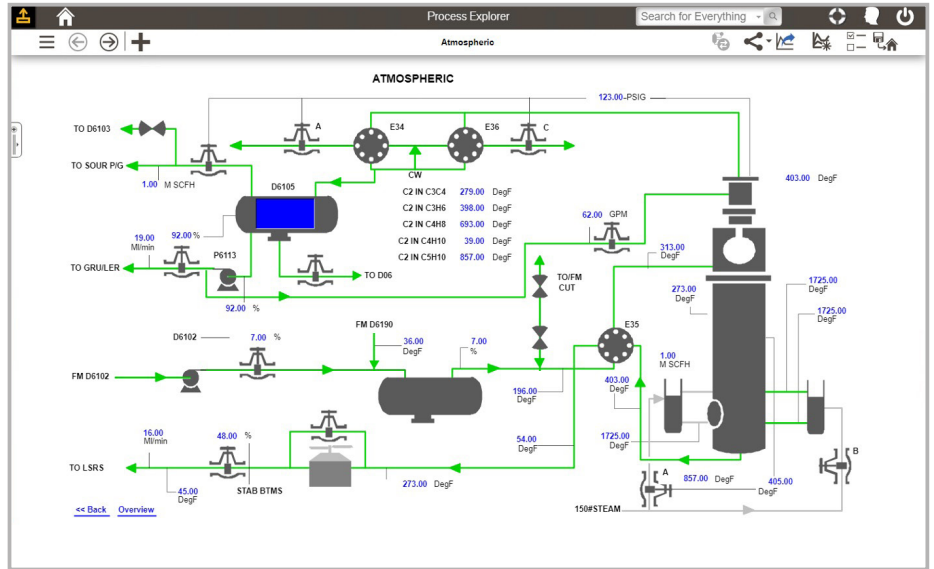 Process Explorer
Search for Everything
Atmospheric
ATMOSPHERIC
123.00-PSIG
TO D6103
A
E34
E36
C
TO SOUR P/G
1.00 M SCFH
D6105
CW
403.00 DegF
C2 IN C3C4 279.00 DegF
C2 IN C3H6 398.00 DegF
C2 IN C4H8 693.00 DegF
C2 IN C4H10 39.00 DegF
C2 IN C5H10 857.00 DegF
62.00 GPM
19.00
Ml/min
92.00 %
P6113
TO GRU/LER
TO D06
92.00 %
313.00
DegF
TO/FM
CUT
273.00
DegF
1725.00
DegF
1725.00
DegF
D6102
7.00 %
FM D6190
36.00
DegF
7.00
%
E35
FM D6102
196.00
DegF
403.00
DegF
1.00
M SCFH
16.00
Ml/min
48.00 %
54.00
DegF
1725.00
DegF
TO LSRS
45.00
DegF
STAB BTMS
273.00 DegF
A
857.00 DegF
405.00
DegF
B
150#STEAM
<< Back Overview